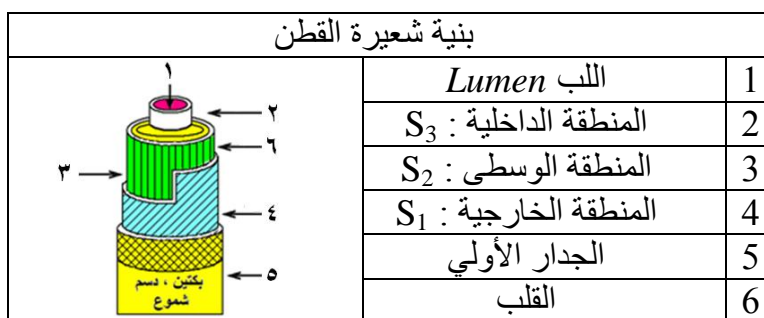 بنية شعيرة القطن
1 اللب Lumen
2 المنطقة الداخلية : S3
3 المنطقة الوسطى : S2
4 المنطقة الخارجية : S1
5 الجدار الأولي
6 القلب
١
٢
٦
٣
٤
٥
بكتين ، دسم
شموع